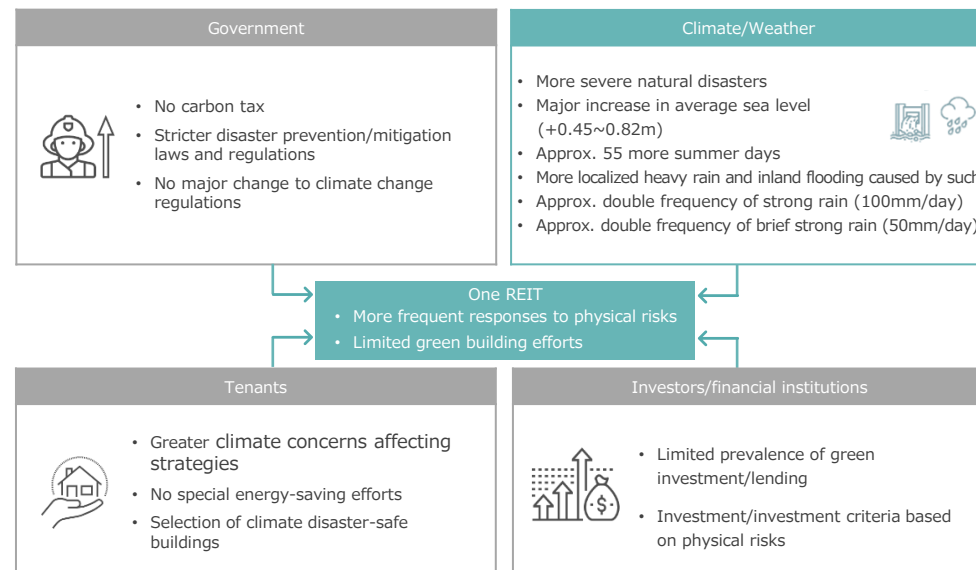 Government
• No carbon tax
• Stricter disaster prevention/mitigation
laws and regulations
• No major change to climate change
regulations
Climate/Weather
• More severe natural disasters
• Major increase in average sea level
(+0.45~0.82m)
• Approx. 55 more summer days
• More localized heavy rain and inland flooding caused by such
• Approx. double frequency of strong rain (100mm/day)
• Approx. double frequency of brief strong rain (50mm/day)
One REIT
• More frequent responses to physical risks
• Limited green building efforts
Tenants
• Greater climate concerns affecting
strategies
• No special energy-saving efforts
• Selection of climate disaster-safe
buildings
Investors/financial institutions
$
• Limited prevalence of green
investment/lending
• Investment/investment criteria based
on physical risks